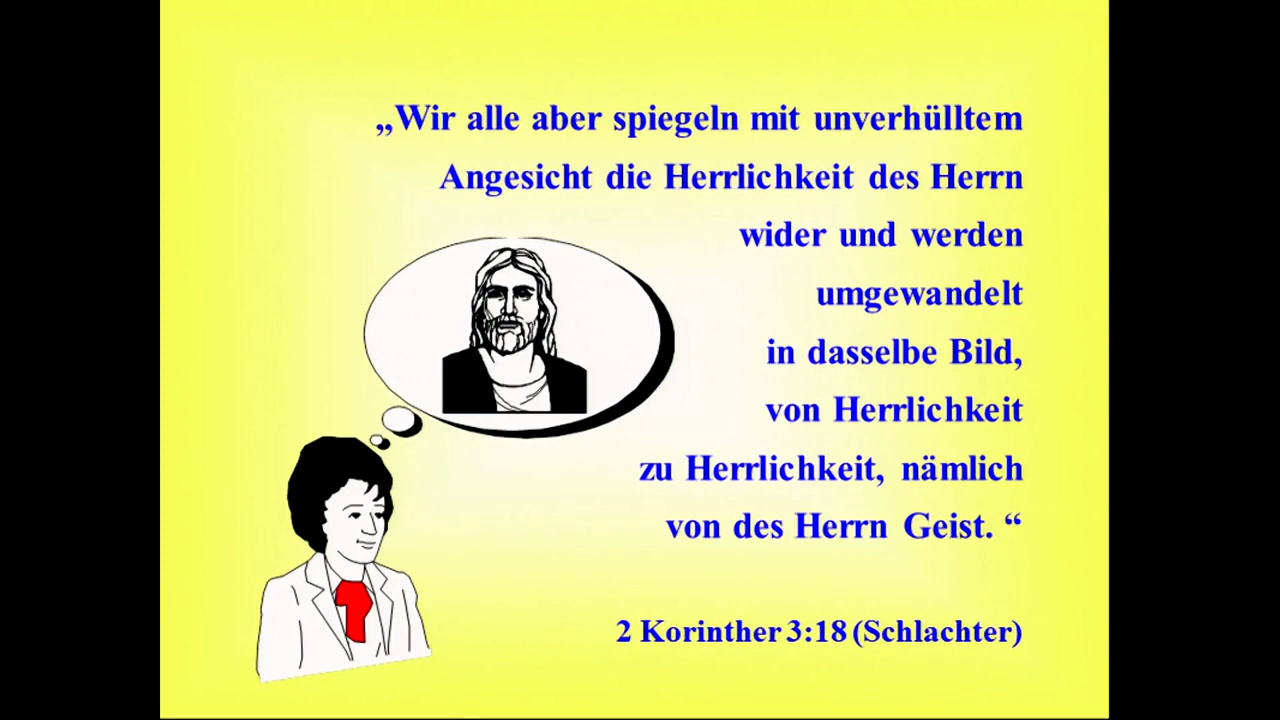 „Wir alle aber spiegeln mit unverhülltem
Angesicht die Herrlichkeit des Herrn
wider und werden
umgewandelt
in dasselbe Bild,
von Herrlichkeit
zu Herrlichkeit, nämlich
von des Herrn Geist. “
2 Korinther 3:18 (Schlachter)